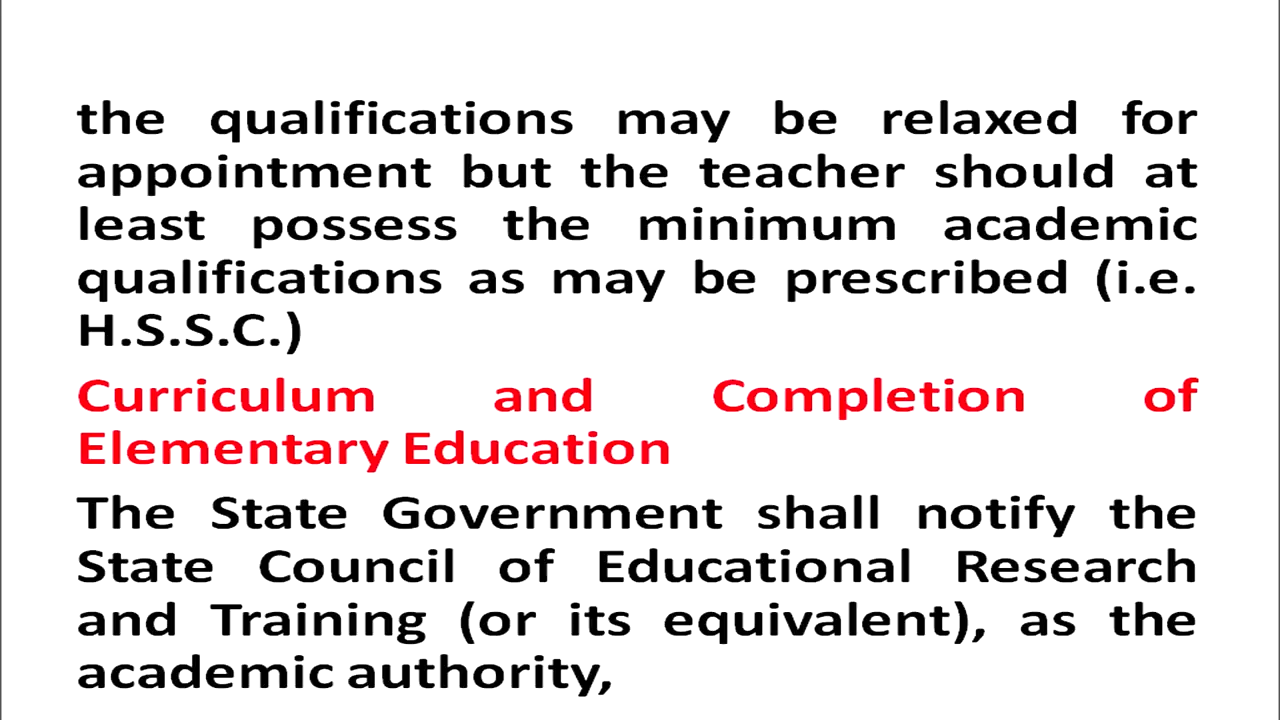 the qualifications may be relaxed for
appointment but the teacher should at
least possess the minimum academic
qualifications as may be prescribed (i.e.
H.S.S.C.)
Curriculum and Completion of
Elementary Education
The State Government shall notify the
State Council of Educational Research
and Training (or its equivalent), as the
academic authority,